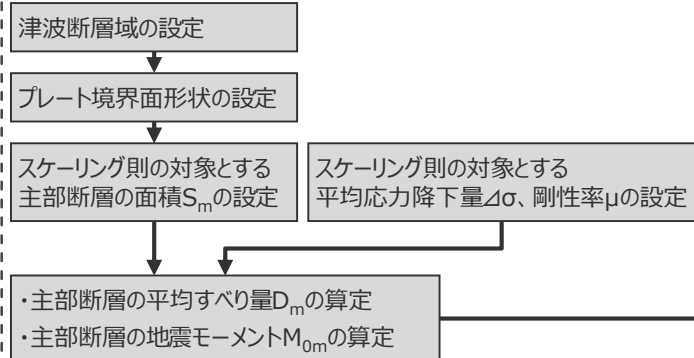 津波断層域の設定
プレート境界面形状の設定
スケーリング則の対象とする
主部断層の面積Smの設定
スケーリング則の対象とする
平均応力降下量⊿σ、剛性率μの設定
・主部断層の平均すべり量Dmの算定
・主部断層の地震モーメントM0mの算定